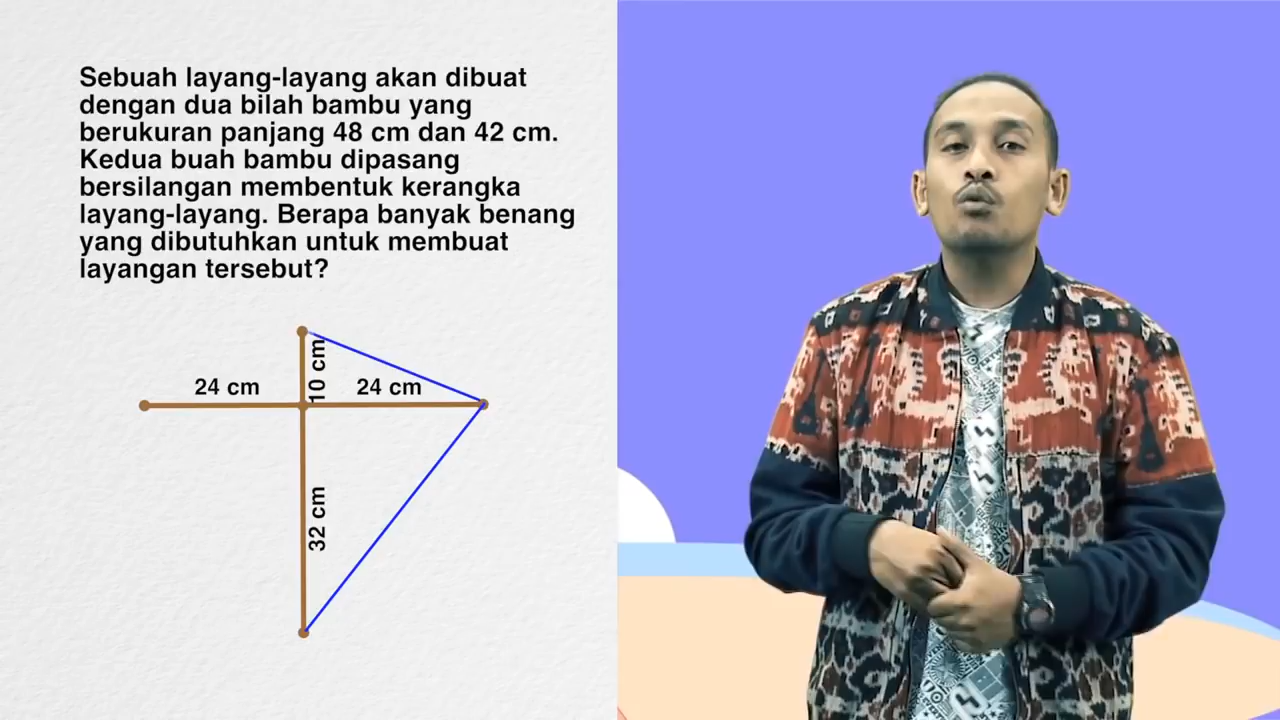 Sebuah layang-layang akan dibuat
dengan dua bilah bambu yang
berukuran panjang 48 cm dan 42 cm.
Kedua buah bambu dipasang
bersilangan membentuk kerangka
layang-layang. Berapa banyak benang
yang dibutuhkan untuk membuat
layangan tersebut?
10 cm
24 cm
24 cm
32 cm